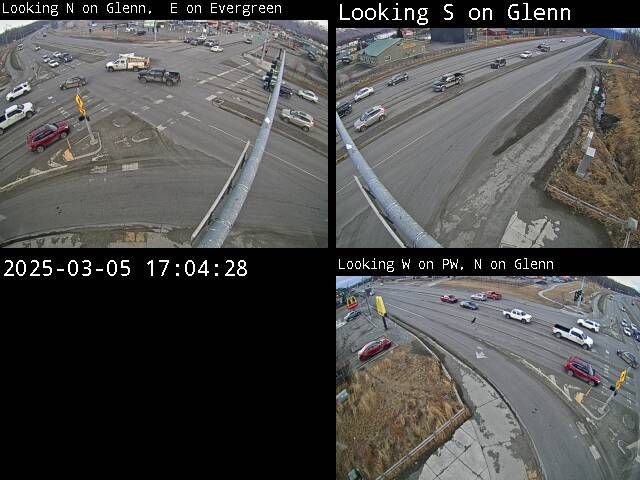 Looking N on Glenn,  E on Evergreen
Looking S on Glenn
2025-03-05 17:04:28
Looking W on PW, N on Glenn